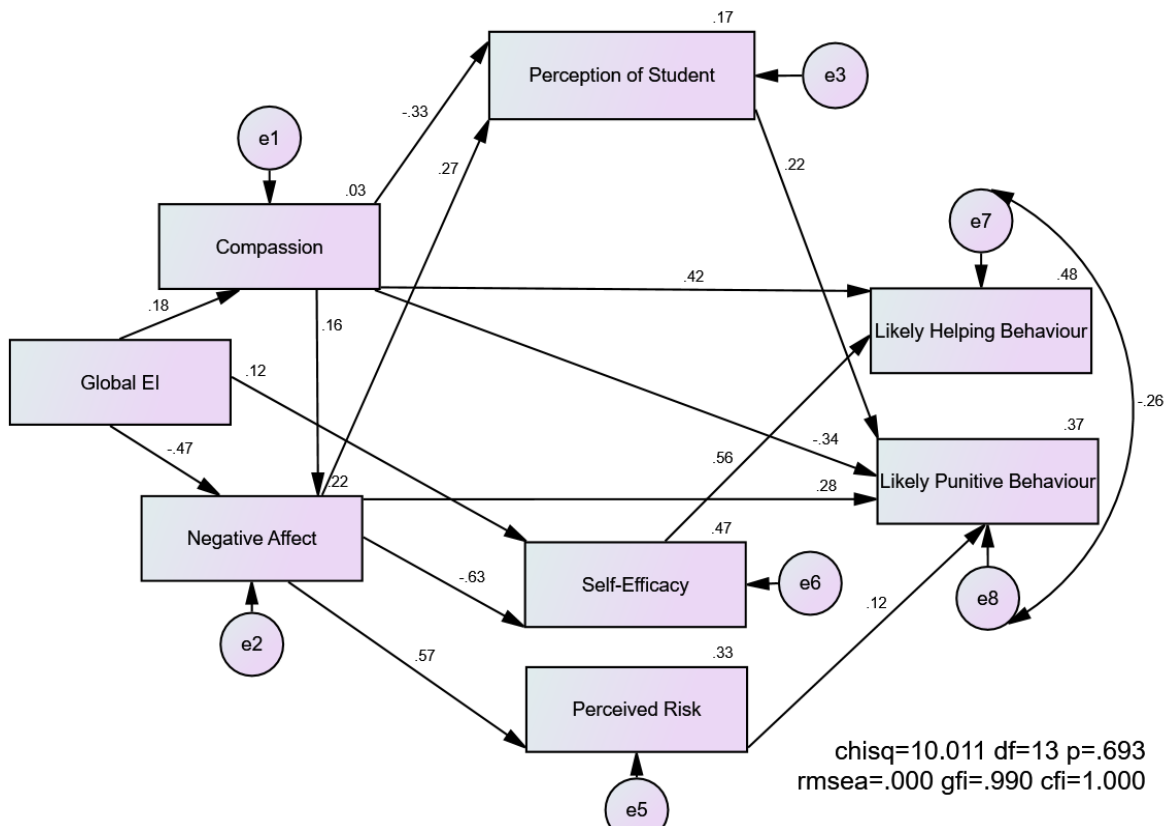 .17
Perception of Student
e3
-.33
e1
.27
.22
.03
e7
Compassion
.42
.48
.18
.16
Likely Helping Behaviour
Global EI
.12
-.26
.37
-.47
-.34
.56
.22
.28
Likely Punitive Behaviour
Negative Affect
.47
-.63
Self-Efficacy
e6
e8
.12
e2
.57
.33
Perceived Risk
chisq=10.011 df=13 p=.693
rmsea=.000 gfi=.990 cfi=1.000
e5